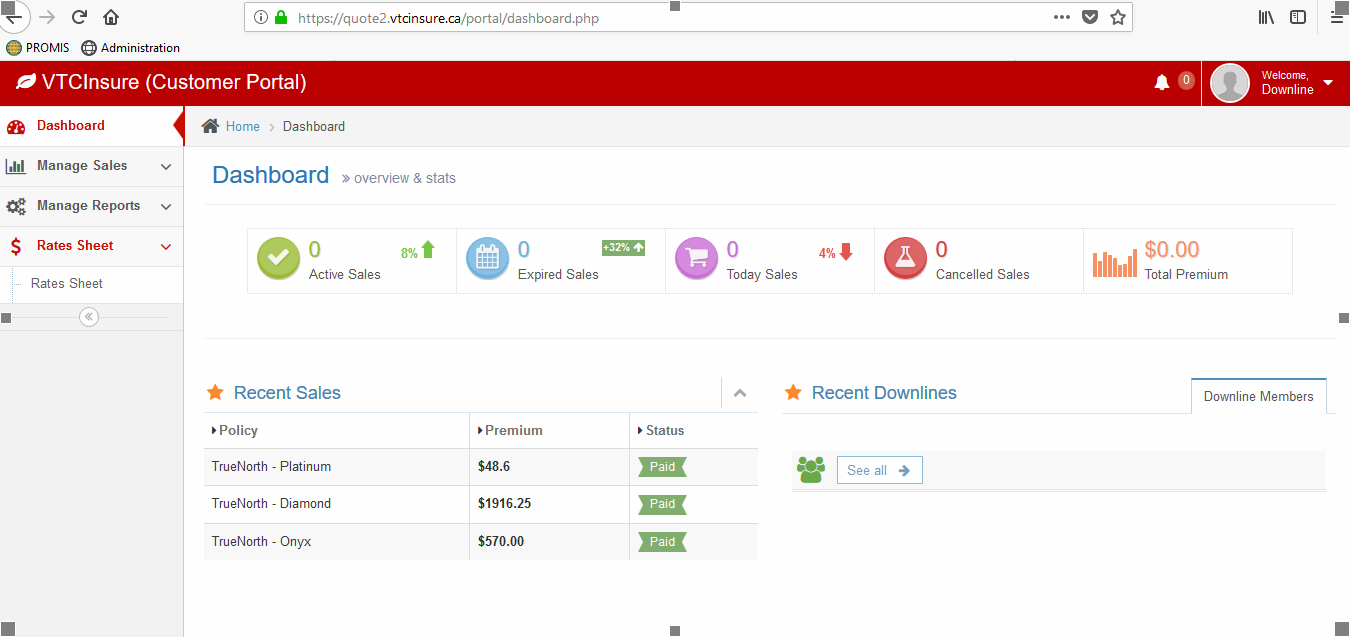 https://quote2.vtcinsure.ca/portal/dashboard.php
PROMIS Administration
VTCInsure (Customer Portal)
0
Welcome,
Downline
Dashboard
Manage Sales
Manage Reports
Rates Sheet
Rates Sheet
Home > Dashboard
Dashboard » overview & stats
0 8%
Active Sales
0 +32%
Expired Sales
0 4%
Today Sales
0
Cancelled Sales
$0.00
Total Premium
Recent Sales
Policy Premium Status
TrueNorth - Platinum $48.6 Paid
TrueNorth - Diamond $1916.25 Paid
TrueNorth - Onyx $570.00 Paid
Recent Downlines
Downline Members
See all